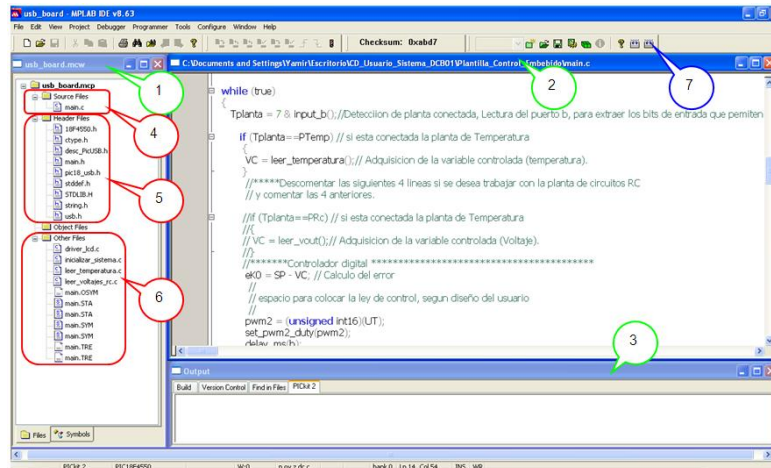 usb_board - MPLAB IDE v8.63
File Edit View Project Debugger Programmer Tools Configure Window Help
Checksum: 0xabd7
usb_board.mcw
1
usb_board.mcp
Source Files
main.c
4
Header Files
18F4550.h
ctype.h
desc_PicUSB.h
main.h
pic18_usb.h
stddef.h
STDLIB.H
string.h
usb.h
5
Object Files
Other Files
driver_lcd.c
inicializar_sistema.c
leer_temperatura.c
leer_voltajes_rc.c
main.OSYM
main.STA
main.STA
main.SYM
main.SYM
main.TRE
main.TRE
6
Files Symbols
C:\Documents and Settings\Yamir\Escritorio\CD_Usuario_Sistema_DCB01\Plantilla_Control_Embebido\main.c
2
7
while (true)
{
Tplanta = 7 & input_b();//Detecciion de planta conectada, Lectura del puerto b, para extraer los bits de entrada que pemiten
if (Tplanta==PTemp) // si esta conectada la planta de Temperatura
{
VC = leer_temperatura();// Adquisicion de la variable controlada (temperatura).
}
//*****Descomentar las siguientes 4 lineas si se desea trabajar con la planta de circuitos RC
// y comentar las 4 anteriores.
//if (Tplanta==PRc) // si esta conectada la planta de Temperatura
//{
// VC = leer_vout();// Adquisicion de la variable controlada (Voltaje).
//}
//*******Controlador digital ****************************************
eK0 = SP - VC; // Calculo del error
//
// espacio para colocar la ley de control, segun diseño del usuario
//
pwm2 = (unsigned int16)(UT);
set_pwm2_duty(pwm2);
delay_ms(b);
3
Output
Build Version Control Find in Files PICkit 2
PICkit 2 PIC18F4550 W:0 n ov z dc c bank 0 Ln 14, Col 54 INS WR